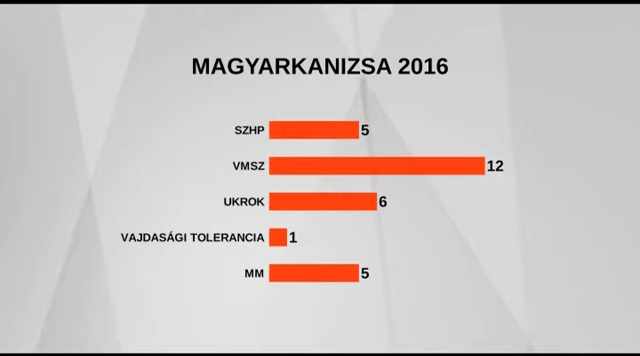 MAGYARKANIZSA 2016
SZHP 5
VMSZ 12
UKROK 6
VAJDASÁGI TOLERANCIA 1
MM 5